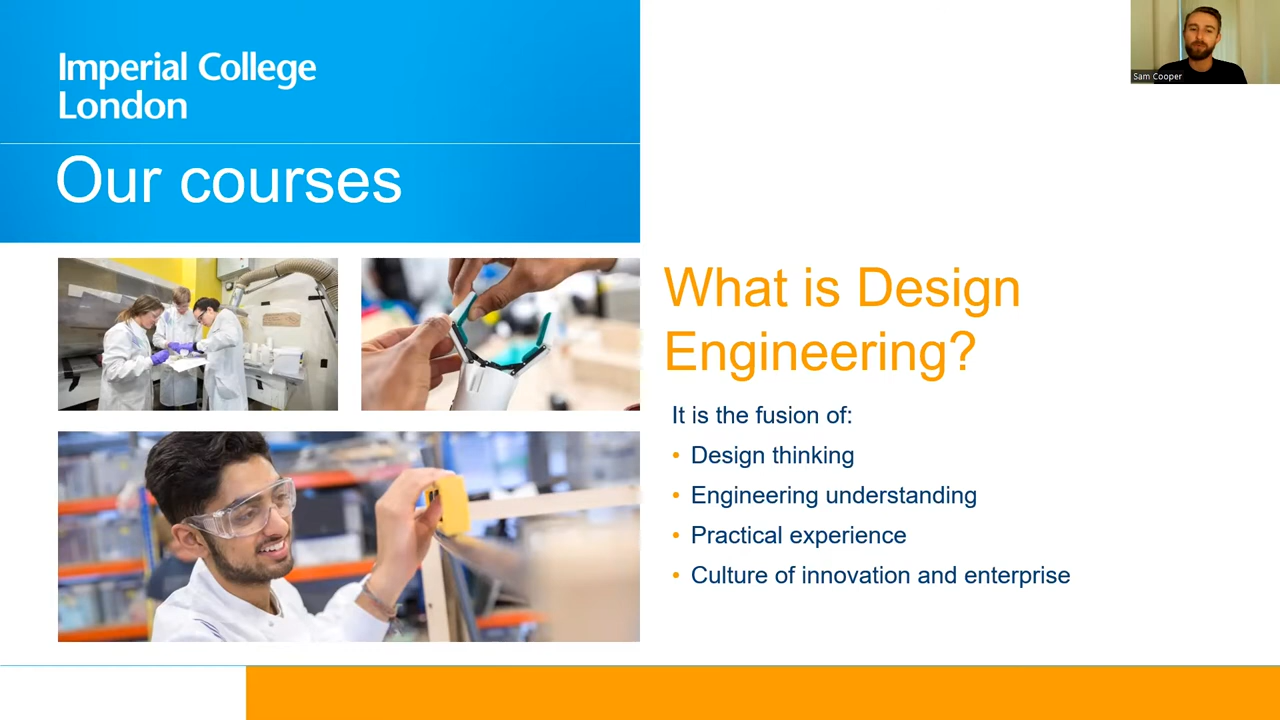 Imperial College
London
Our courses
Sam Cooper
What is Design
Engineering?
It is the fusion of:
• Design thinking
• Engineering understanding
• Practical experience
• Culture of innovation and enterprise